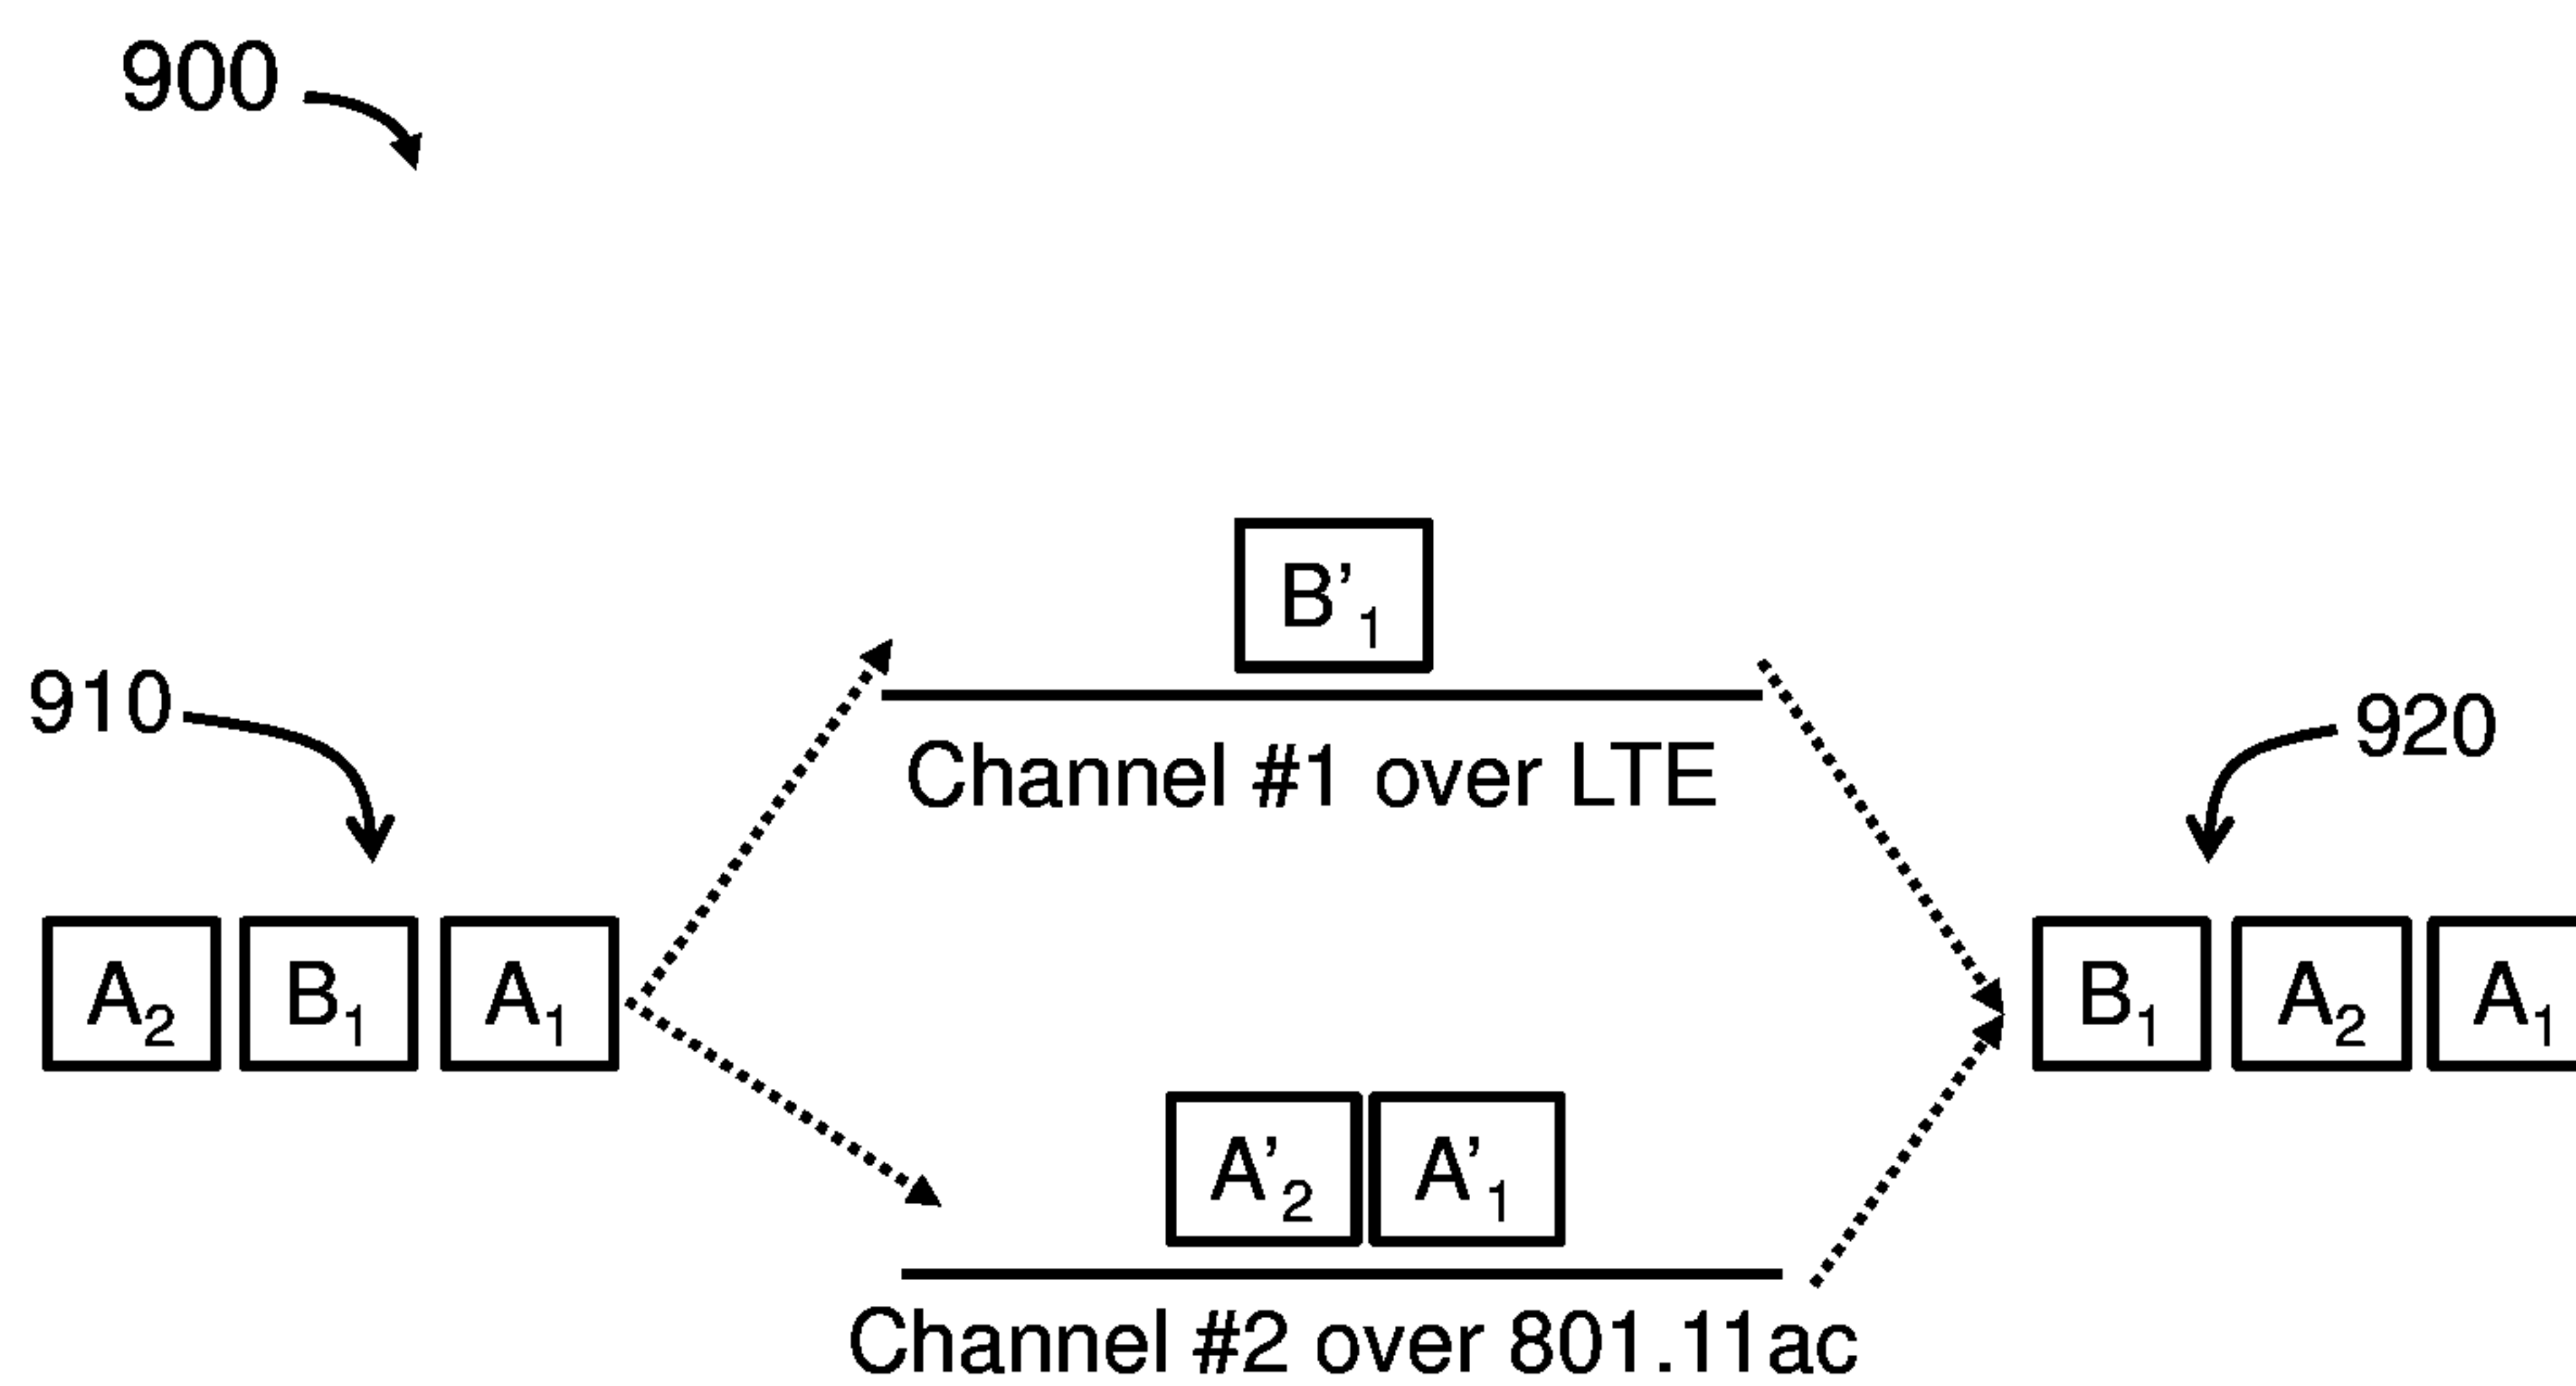 900
B’₁
910
Channel #1 over LTE
920
A₂ B₁ A₁
B₁ A₂ A₁
A’₂ A’₁
Channel #2 over 801.11ac